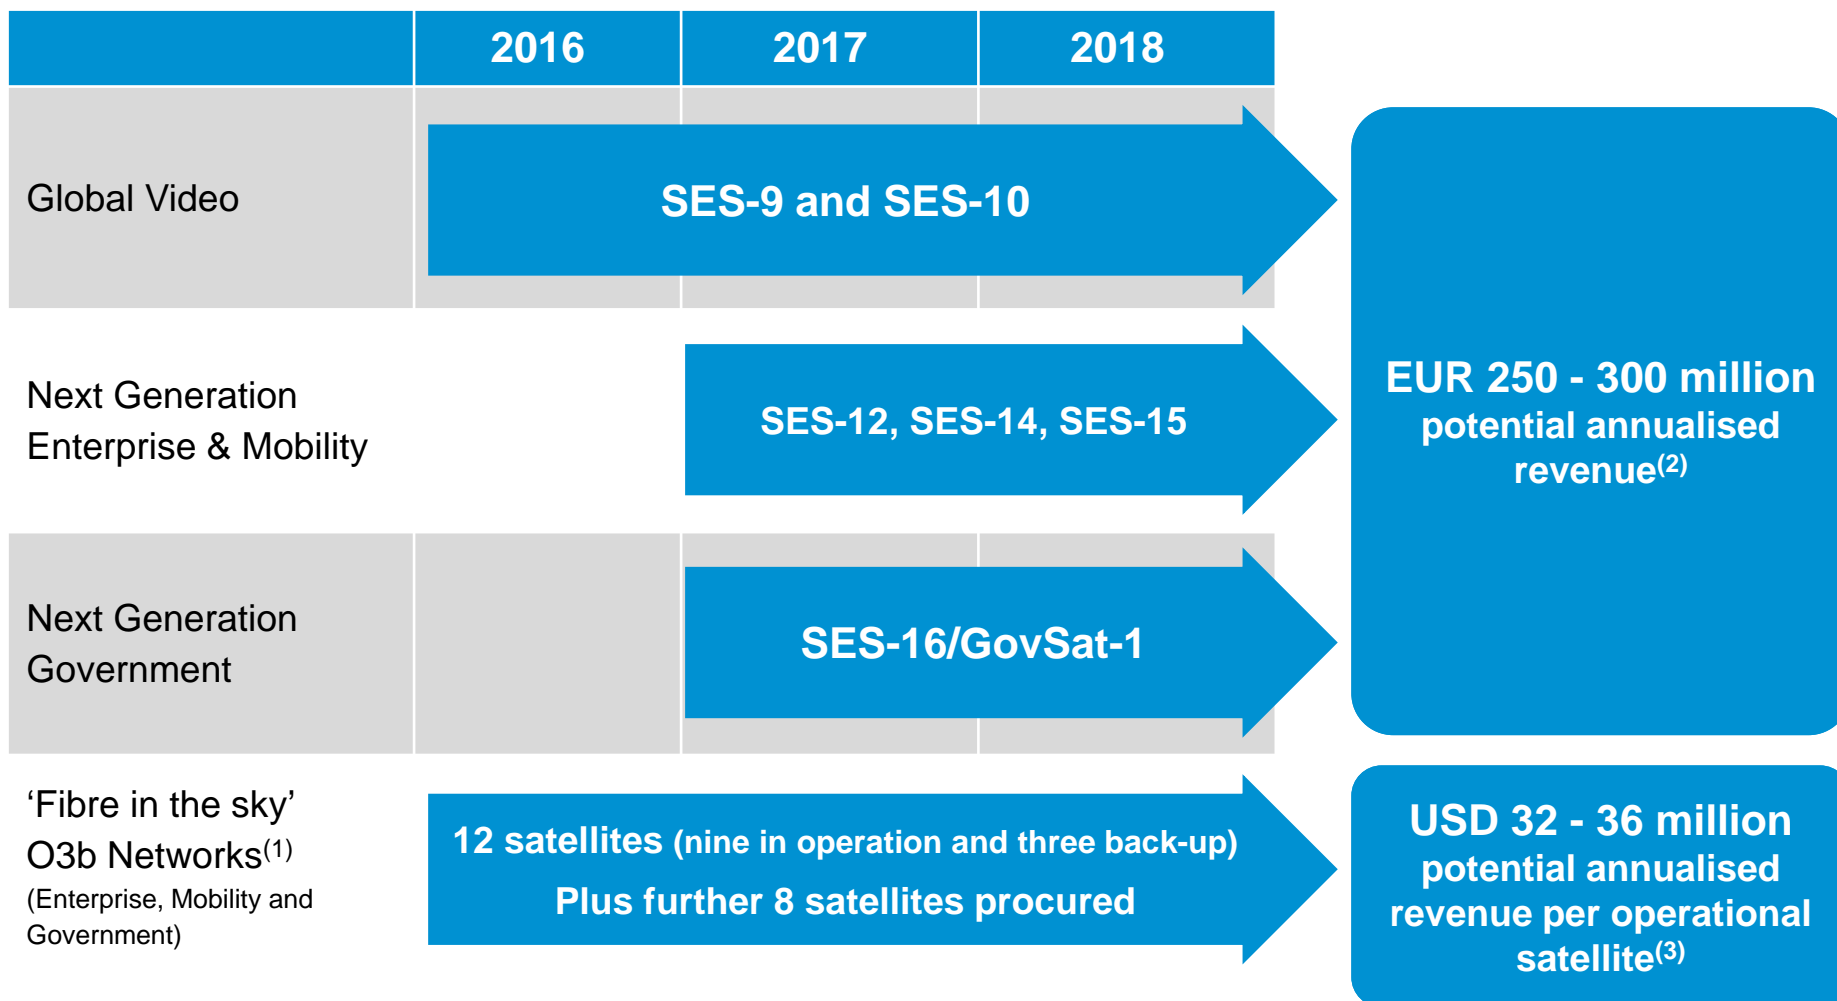 2016 2017 2018
Global Video
SES-9 and SES-10
Next Generation
Enterprise & Mobility
SES-12, SES-14, SES-15
Next Generation
Government
SES-16/GovSat-1
EUR 250 - 300 million
potential annualised
revenue(2)
‘Fibre in the sky’
O3b Networks(1)
(Enterprise, Mobility and
Government)
12 satellites (nine in operation and three back-up)
Plus further 8 satellites procured
USD 32 - 36 million
potential annualised
revenue per operational
satellite(3)